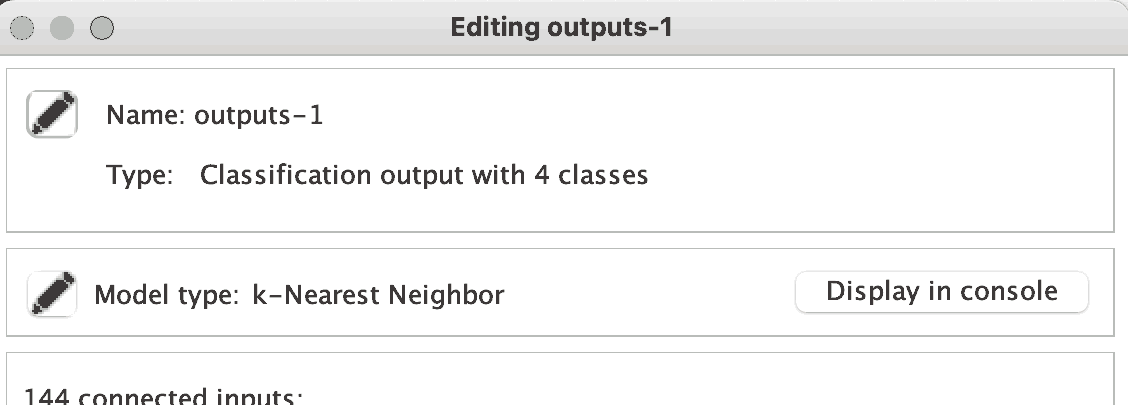 Editing outputs-1
Name: outputs-1
Type: Classification output with 4 classes
Model type: k-Nearest Neighbor
Display in console
144 connected inputs: